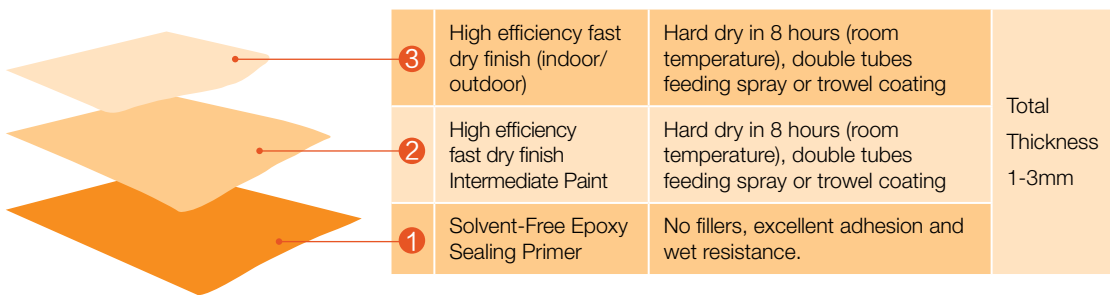 3
High efficiency fast
dry finish (indoor/
outdoor)
Hard dry in 8 hours (room
temperature), double tubes
feeding spray or trowel coating
2
High efficiency
fast dry finish
Intermediate Paint
Hard dry in 8 hours (room
temperature), double tubes
feeding spray or trowel coating
1
Solvent-Free Epoxy
Sealing Primer
No fillers, excellent adhesion and
wet resistance.
Total
Thickness
1-3mm